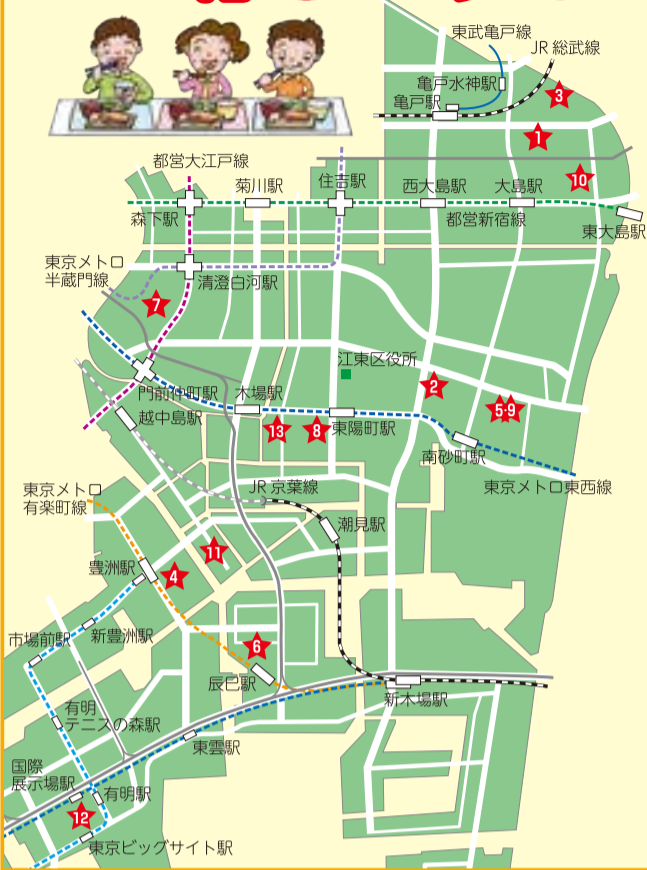 東武亀戸線
JR 総武線
亀戸水神駅
亀戸駅
3
1
都営大江戸線
菊川駅
住吉駅
西大島駅
大島駅
10
森下駅
都営新宿線
東大島駅
東京メトロ
半蔵門線
清澄白河駅
7
江東区役所
門前仲町駅
木場駅
2
5·9
越中島駅
13
8
東陽町駅
南砂町駅
東京メトロ東西線
東京メトロ
有楽町線
JR 京葉線
潮見駅
11
豊洲駅
4
市場前駅
新豊洲駅
6
辰巳駅
新木場駅
有明
テニスの森駅
東雲駅
国際
展示場駅
有明駅
12
東京ビッグサイト駅